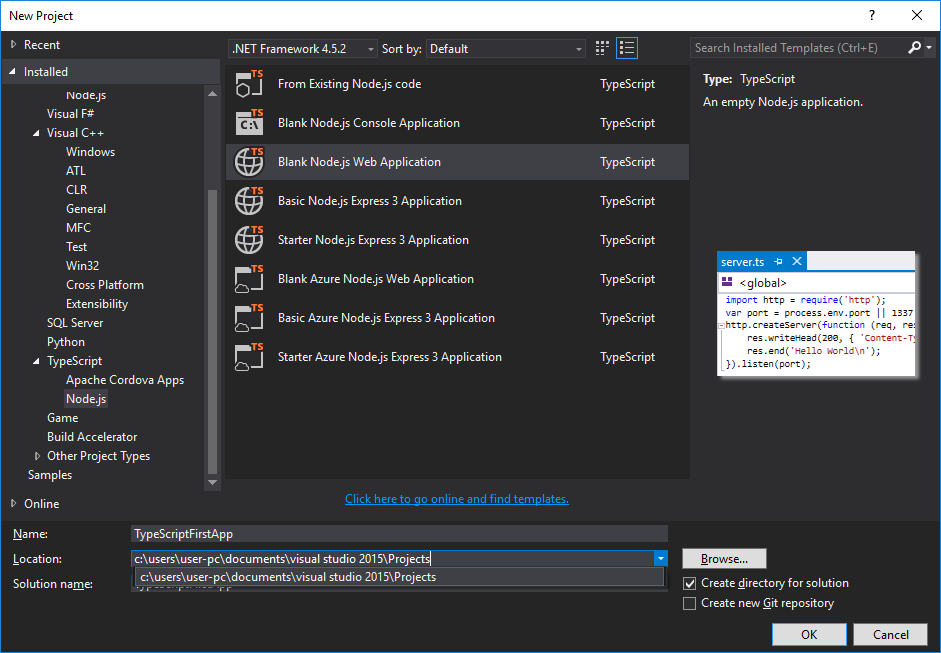 New Project
?
Recent
Installed
Node.js
Visual F#
Visual C++
Windows
ATL
CLR
General
MFC
Test
Win32
Cross Platform
Extensibility
SQL Server
Python
TypeScript
Apache Cordova Apps
Node.js
Game
Build Accelerator
Other Project Types
Samples
Online
.NET Framework 4.5.2 Sort by: Default
TS From Existing Node.js code TypeScript
TS C:\ Blank Node.js Console Application TypeScript
TS Blank Node.js Web Application TypeScript
TS Basic Node.js Express 3 Application TypeScript
TS Starter Node.js Express 3 Application TypeScript
TS Blank Azure Node.js Web Application TypeScript
TS Basic Azure Node.js Express 3 Application TypeScript
TS Starter Azure Node.js Express 3 Application TypeScript
Click here to go online and find templates.
Search Installed Templates (Ctrl+E)
Type: TypeScript
An empty Node.js application.
server.ts
<global>
import http = require('http');
var port = process.env.port || 1337
http.createServer(function (req, res
res.writeHead(200, { 'Content-Ty
res.end('Hello World\n');
}).listen(port);
Name: TypeScriptFirstApp
Location: c:\users\user-pc\documents\visual studio 2015\Projects
Browse...
c:\users\user-pc\documents\visual studio 2015\Projects
Solution name:
Create directory for solution
Create new Git repository
OK Cancel